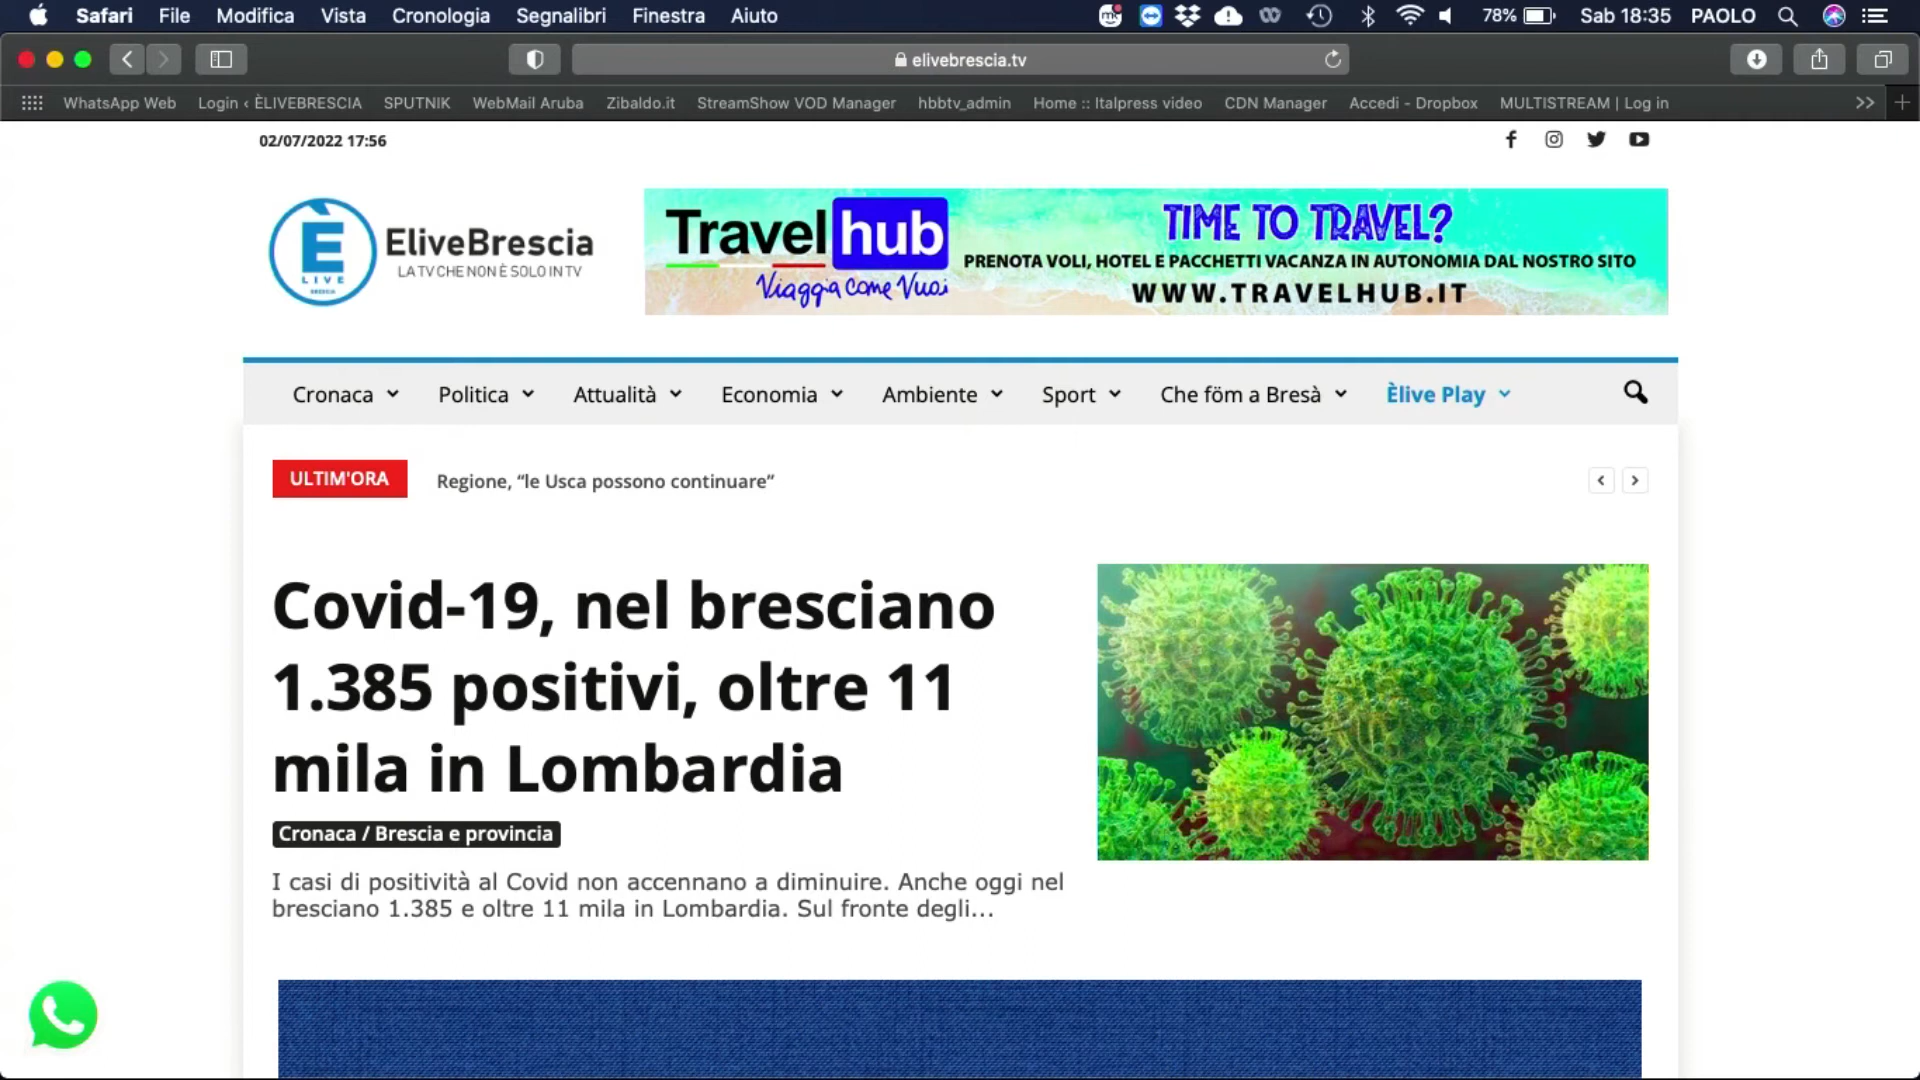 Safari File Modifica Vista Cronologia Segnalibri Finestra Aiuto 78% Sab 18:35 PAOLO
elivebrescia.tv
WhatsApp Web Login ‹ ÈLIVEBRESCIA SPUTNIK WebMail Aruba Zibaldo.it StreamShow VOD Manager hbbtv_admin Home :: Italpress video CDN Manager Accedi - Dropbox MULTISTREAM | Log in >>
02/07/2022 17:56
È
LIVE
BRESCIA
EliveBrescia
LA TV CHE NON È SOLO IN TV
Travel hub
Viaggia Come Vuoi
TIME TO TRAVEL?
PRENOTA VOLI, HOTEL E PACCHETTI VACANZA IN AUTONOMIA DAL NOSTRO SITO
WWW.TRAVELHUB.IT
Cronaca Politica Attualità Economia Ambiente Sport Che föm a Bresà Èlive Play
ULTIM'ORA Regione, “le Usca possono continuare”
Covid-19, nel bresciano
1.385 positivi, oltre 11
mila in Lombardia
Cronaca / Brescia e provincia
I casi di positività al Covid non accennano a diminuire. Anche oggi nel
bresciano 1.385 e oltre 11 mila in Lombardia. Sul fronte degli...